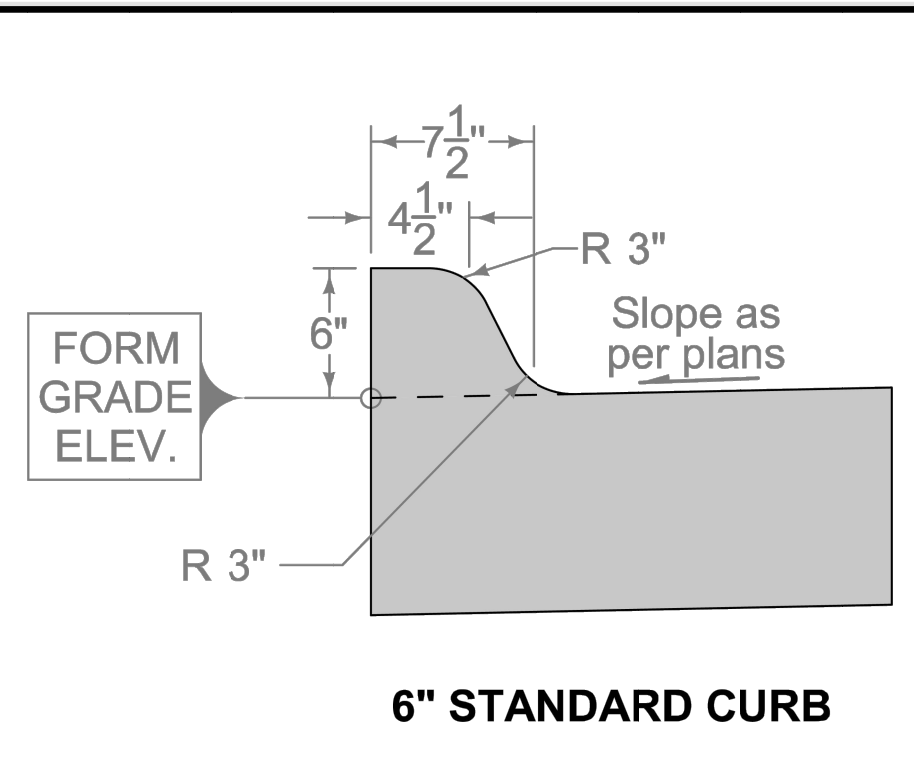 7 1/2"
4 1/2"
R 3"
6"
Slope as
per plans
FORM
GRADE
ELEV.
R 3"
6" STANDARD CURB